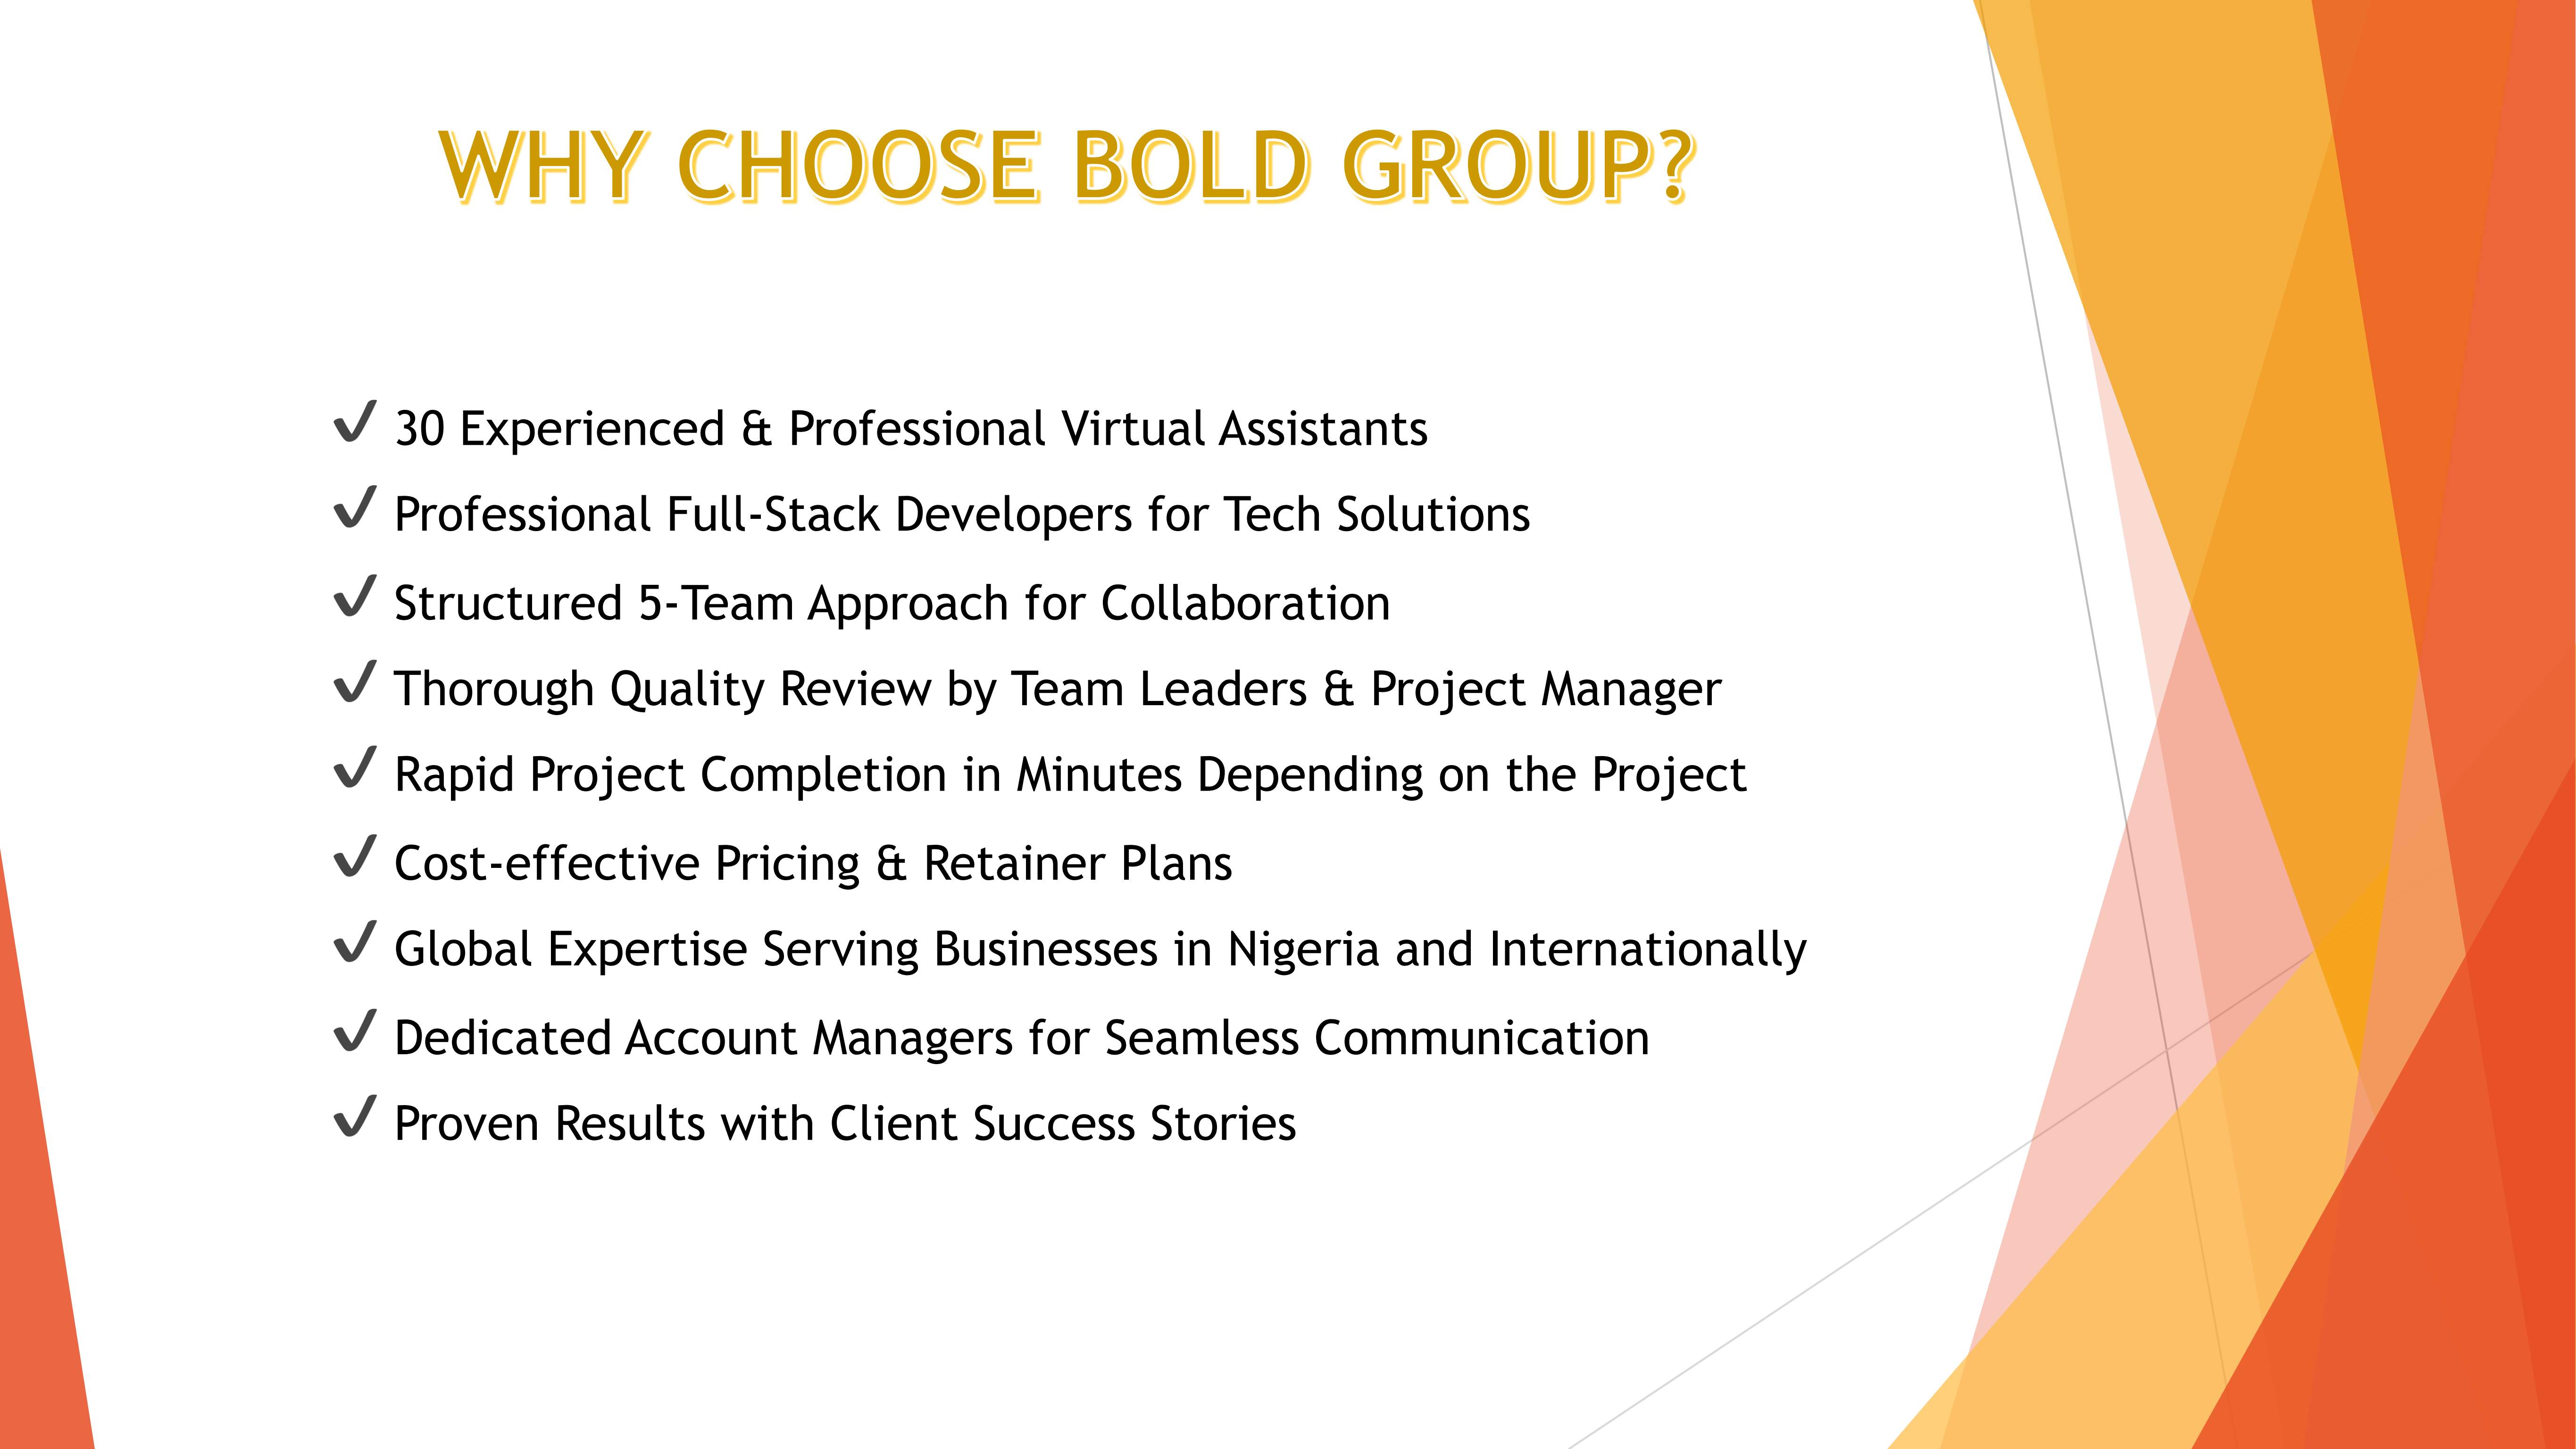 WHY CHOOSE BOLD GROUP?
✔ 30 Experienced & Professional Virtual Assistants
✔ Professional Full-Stack Developers for Tech Solutions
✔ Structured 5-Team Approach for Collaboration
✔ Thorough Quality Review by Team Leaders & Project Manager
✔ Rapid Project Completion in Minutes Depending on the Project
✔ Cost-effective Pricing & Retainer Plans
✔ Global Expertise Serving Businesses in Nigeria and Internationally
✔ Dedicated Account Managers for Seamless Communication
✔ Proven Results with Client Success Stories